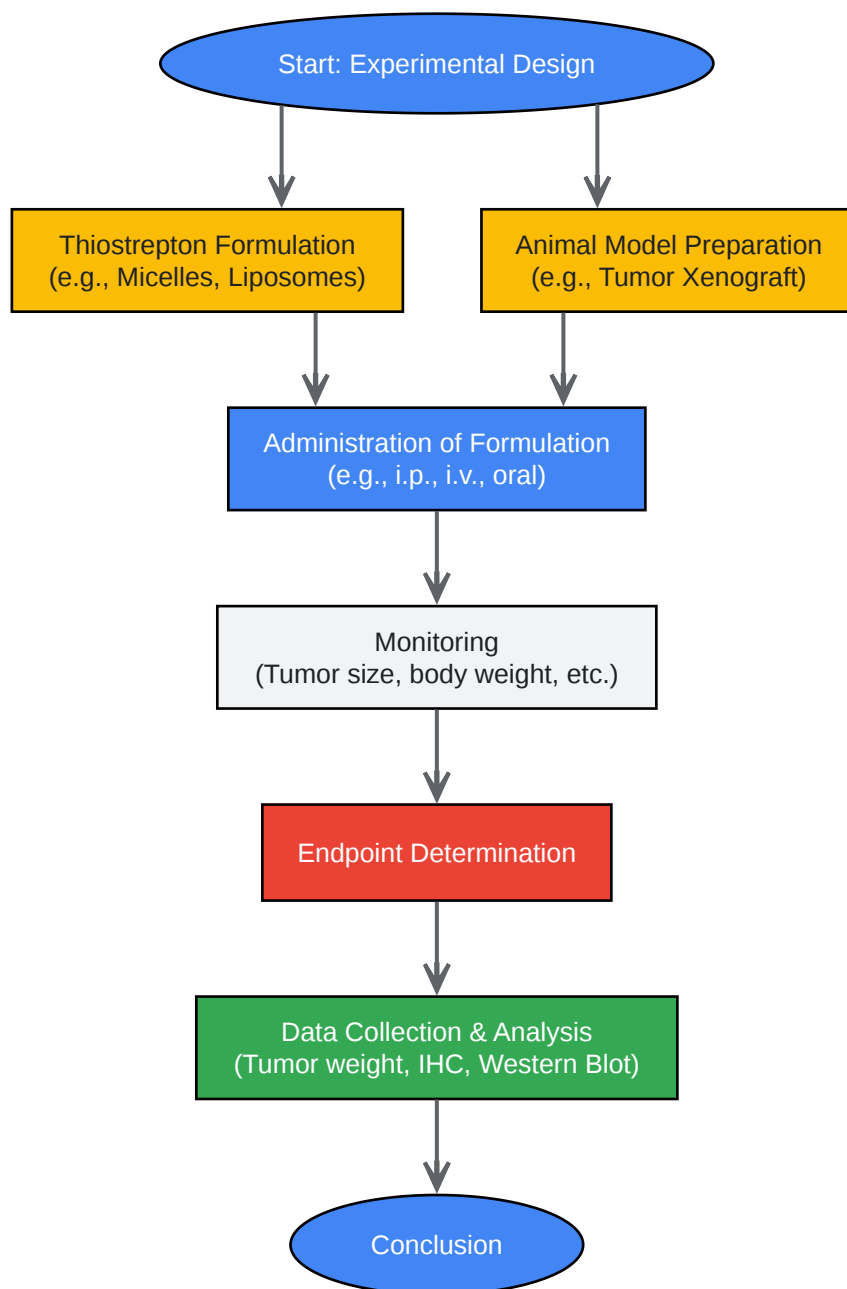 Start: Experimental Design
Thiostrepton Formulation
(e.g., Micelles, Liposomes)
Animal Model Preparation
(e.g., Tumor Xenograft)
Administration of Formulation
(e.g., i.p., i.v., oral)
Monitoring
(Tumor size, body weight, etc.)
Endpoint Determination
Data Collection & Analysis
(Tumor weight, IHC, Western Blot)
Conclusion